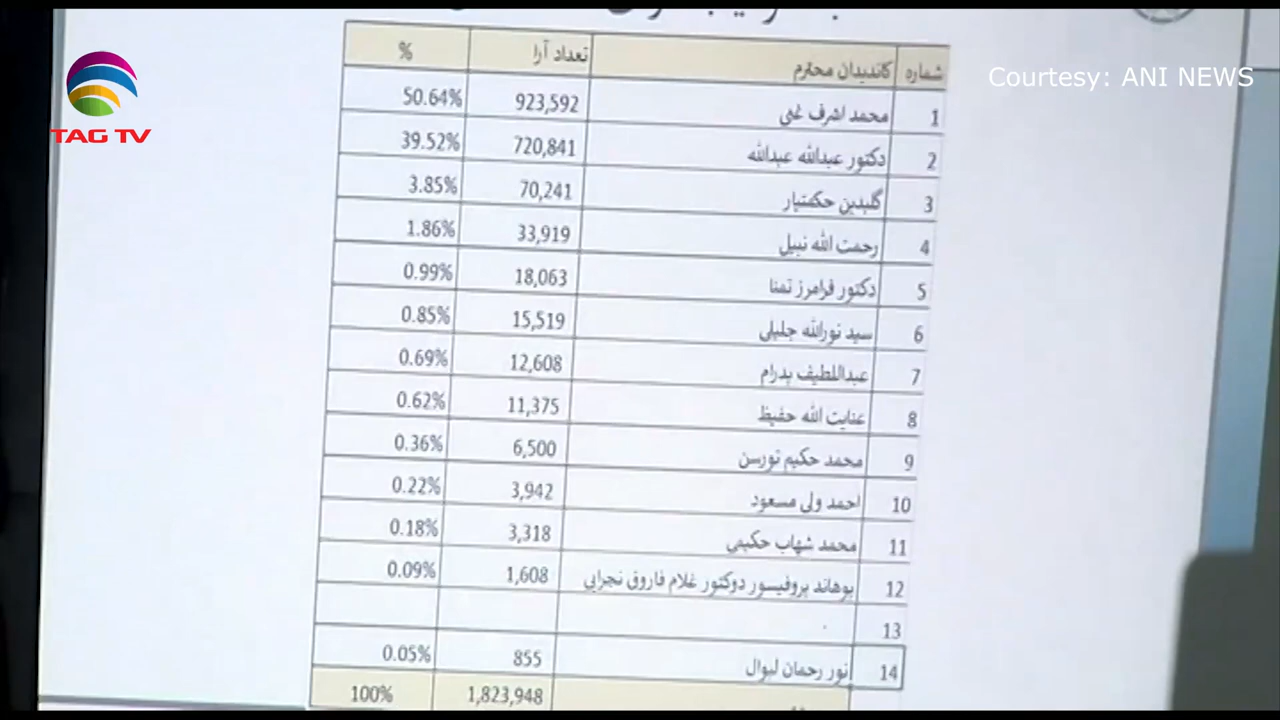 TAG TV
Courtesy: ANI NEWS
شماره کاندیدان محترم تعداد آرا %
1 محمد اشرف غنی 923,592 50.64%
2 دکتور عبدالله عبدالله 720,841 39.52%
3 گلبدین حکمتیار 70,241 3.85%
4 رحمت الله نبیل 33,919 1.86%
5 دکتور فرامرز تمنا 18,063 0.99%
6 سید نورالله جلیلی 15,519 0.85%
7 عبداللطیف پدرام 12,608 0.69%
8 عنایت الله حفیظ 11,375 0.62%
9 محمد حکیم تورسن 6,500 0.36%
10 احمد ولی مسعود 3,942 0.22%
11 محمد شهاب حکیمی 3,318 0.18%
12 پوهاند پروفیسور دوکتور غلام فاروق نجرابی 1,608 0.09%
13
14 نور رحمان لیوال 855 0.05%
1,823,948 100%